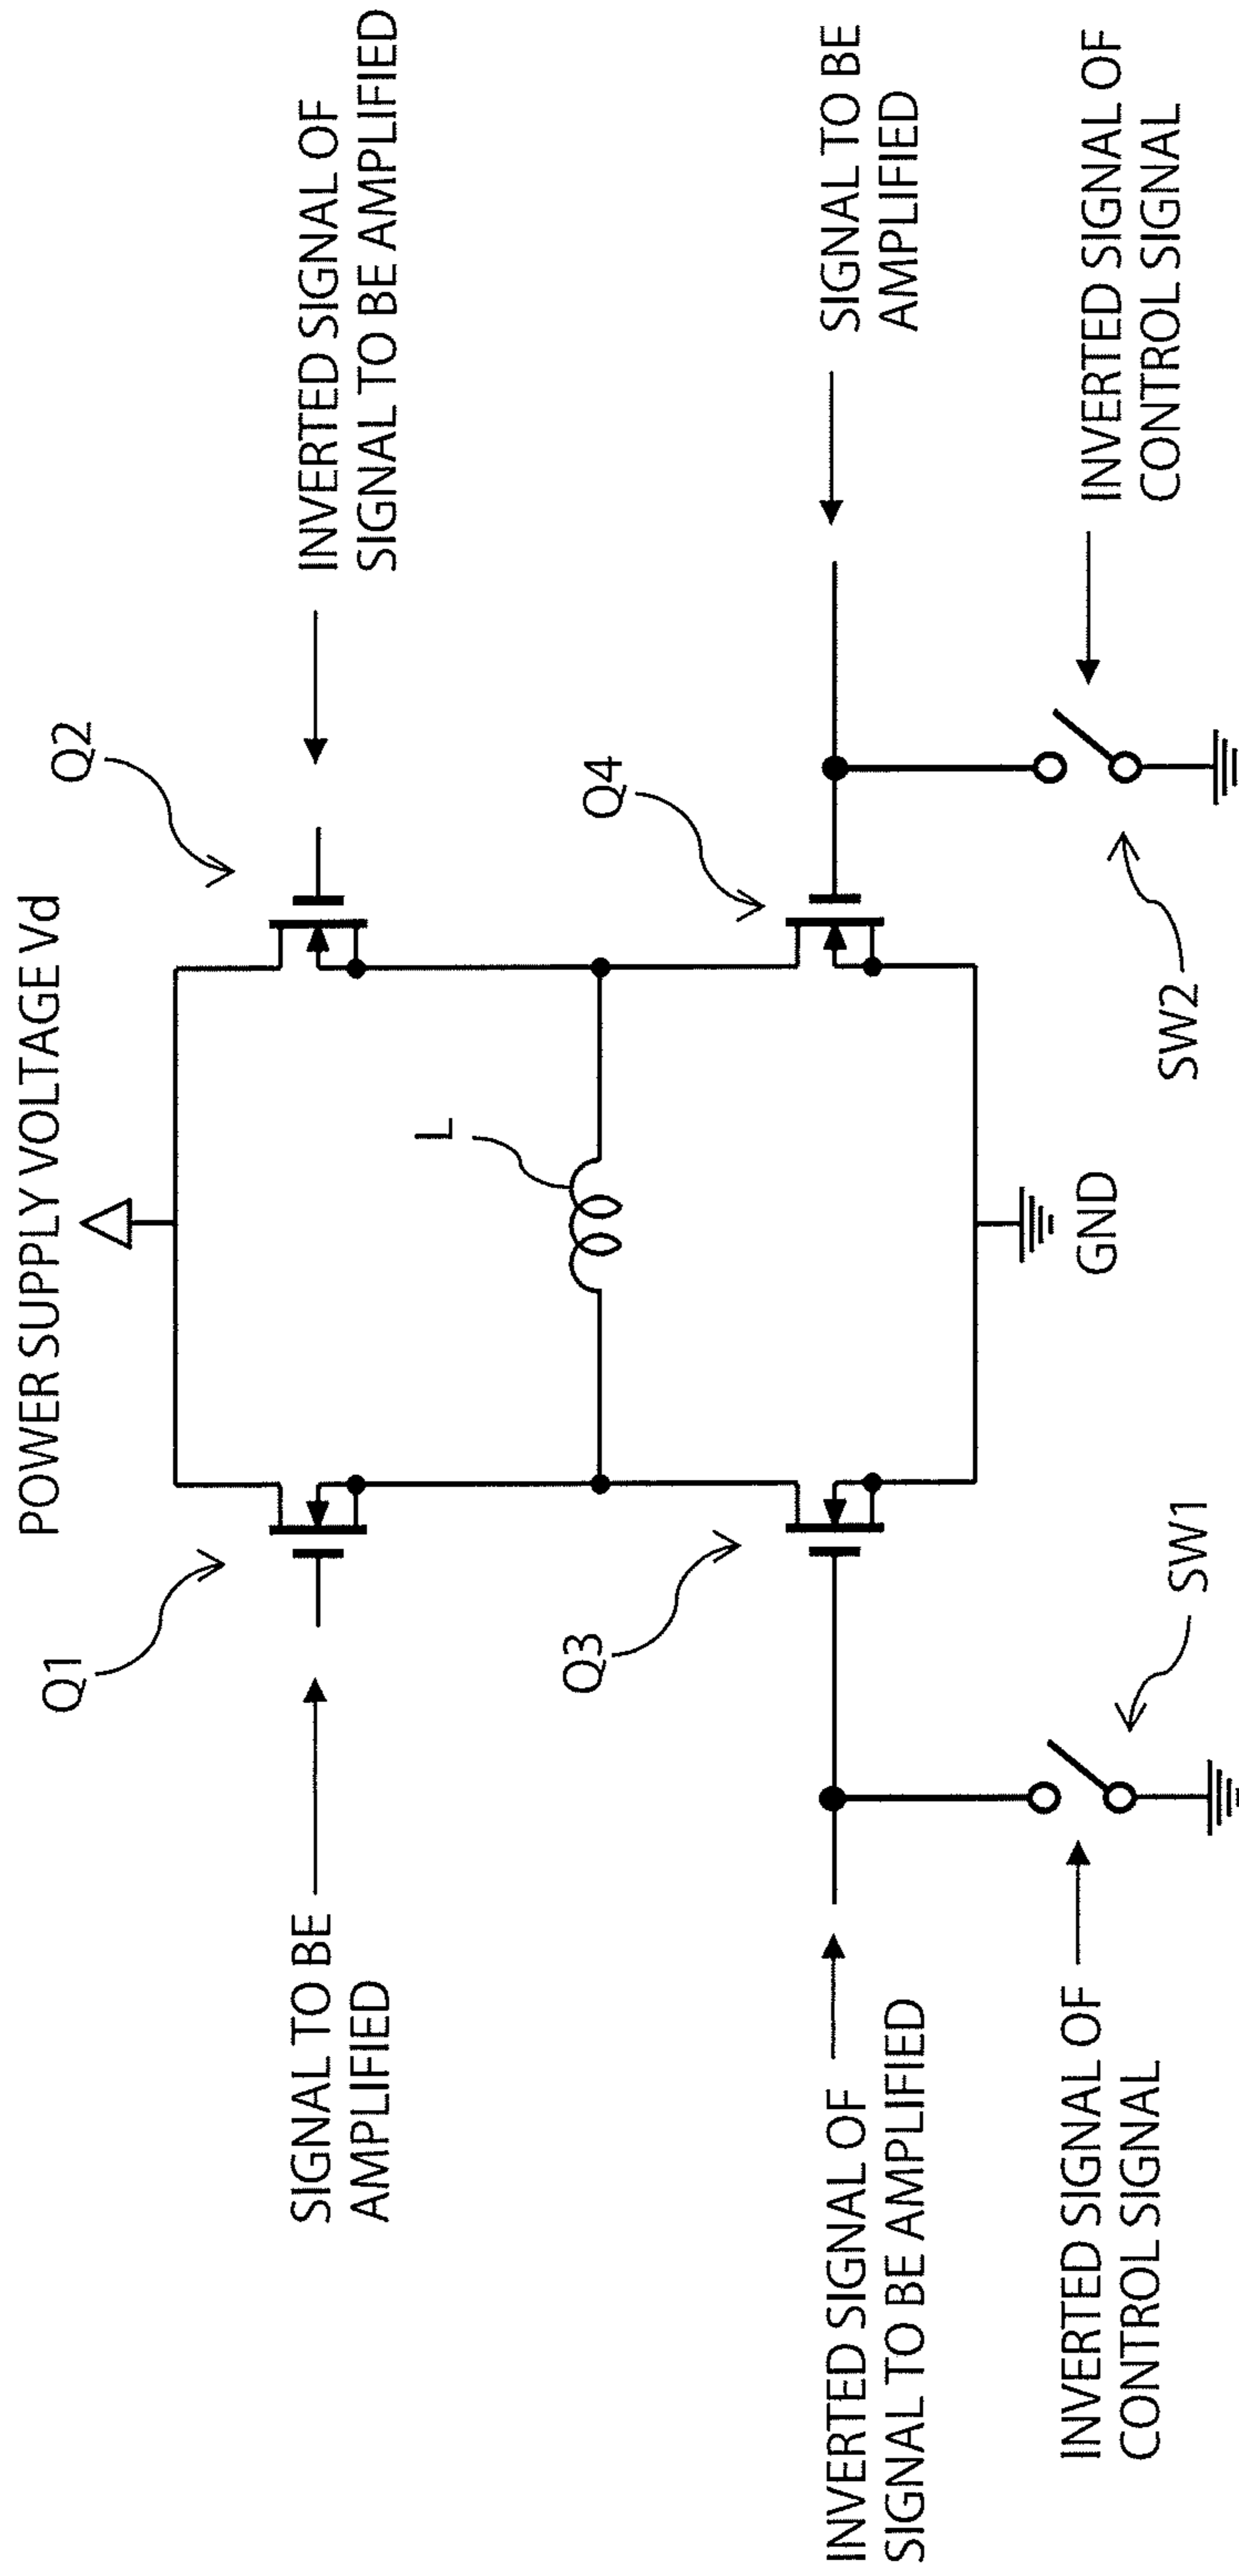 POWER SUPPLY VOLTAGE Vd
Q1
Q2
SIGNAL TO BE
AMPLIFIED
INVERTED SIGNAL OF
SIGNAL TO BE AMPLIFIED
L
Q3
Q4
INVERTED SIGNAL OF
SIGNAL TO BE AMPLIFIED
SIGNAL TO BE
AMPLIFIED
GND
INVERTED SIGNAL OF
CONTROL SIGNAL
SW1
SW2
INVERTED SIGNAL OF
CONTROL SIGNAL